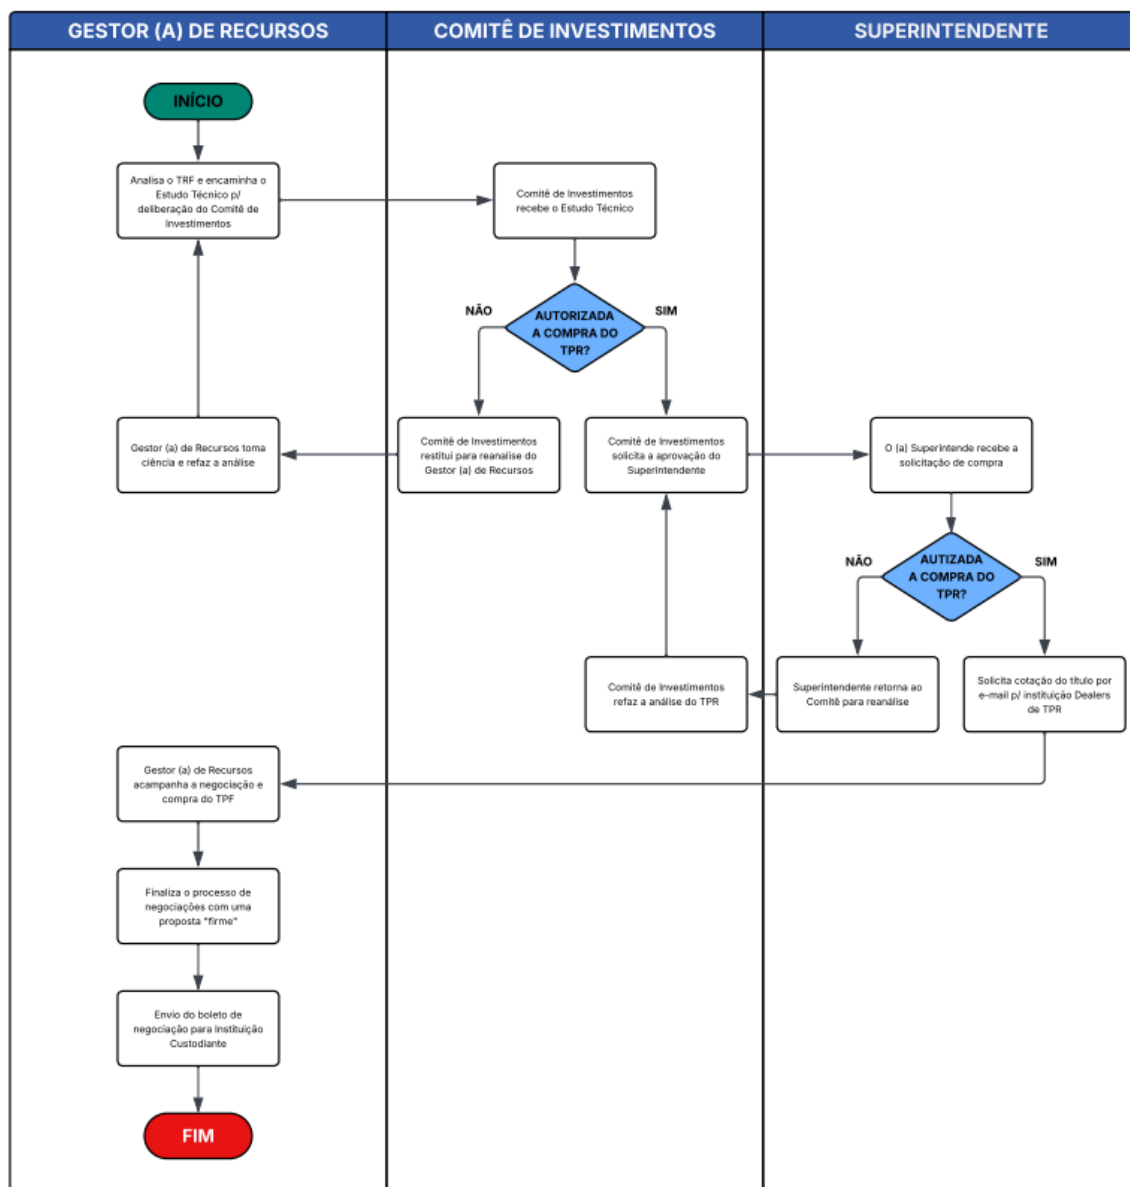 GESTOR (A) DE RECURSOS
COMITÊ DE INVESTIMENTOS
SUPERINTENDENTE
INÍCIO
Analisa o TRF e encaminha o
Estudo Técnico p/
deliberação do Comitê de
Investimentos
Comitê de Investimentos
recebe o Estudo Técnico
NÃO
AUTORIZADA
A COMPRA DO
TPR?
SIM
Gestor (a) de Recursos toma
ciência e refaz a análise
Comitê de Investimentos
restitui para reanalise do
Gestor (a) de Recursos
Comitê de Investimentos
solicita a aprovação do
Superintendente
O (a) Superintende recebe a
solicitação de compra
NÃO
AUTIZADA
A COMPRA DO
TPR?
SIM
Comitê de Investimentos
refaz a análise do TPR
Superintendente retorna ao
Comitê para reanálise
Solicita cotação do título por
e-mail p/ instituição Dealers
de TPR
Gestor (a) de Recursos
acampanha a negociação e
compra do TPF
Finaliza o processo de
negociações com uma
proposta "firme"
Envio do boleto de
negociação para Instituição
Custodiante
FIM